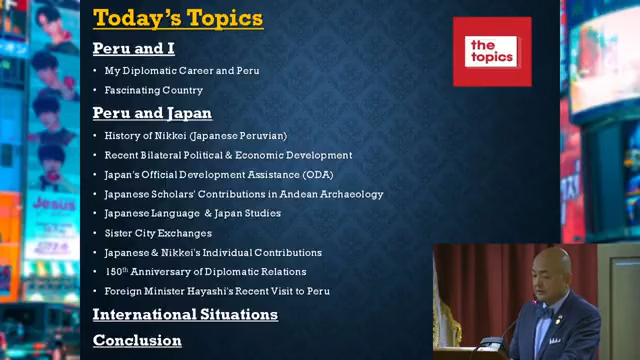 Today's Topics
the
topics
Peru and I
• My Diplomatic Career and Peru
• Fascinating Country
Peru and Japan
• History of Nikkei (Japanese Peruvian)
• Recent Bilateral Political & Economic Development
• Japan's Official Development Assistance (ODA)
• Japanese Scholars' Contributions in Andean Archaeology
• Japanese Language & Japan Studies
• Sister City Exchanges
• Japanese & Nikkei's Individual Contributions
• 150th Anniversary of Diplomatic Relations
• Foreign Minister Hayashi's Recent Visit to Peru
International Situations
Conclusion
Jesus